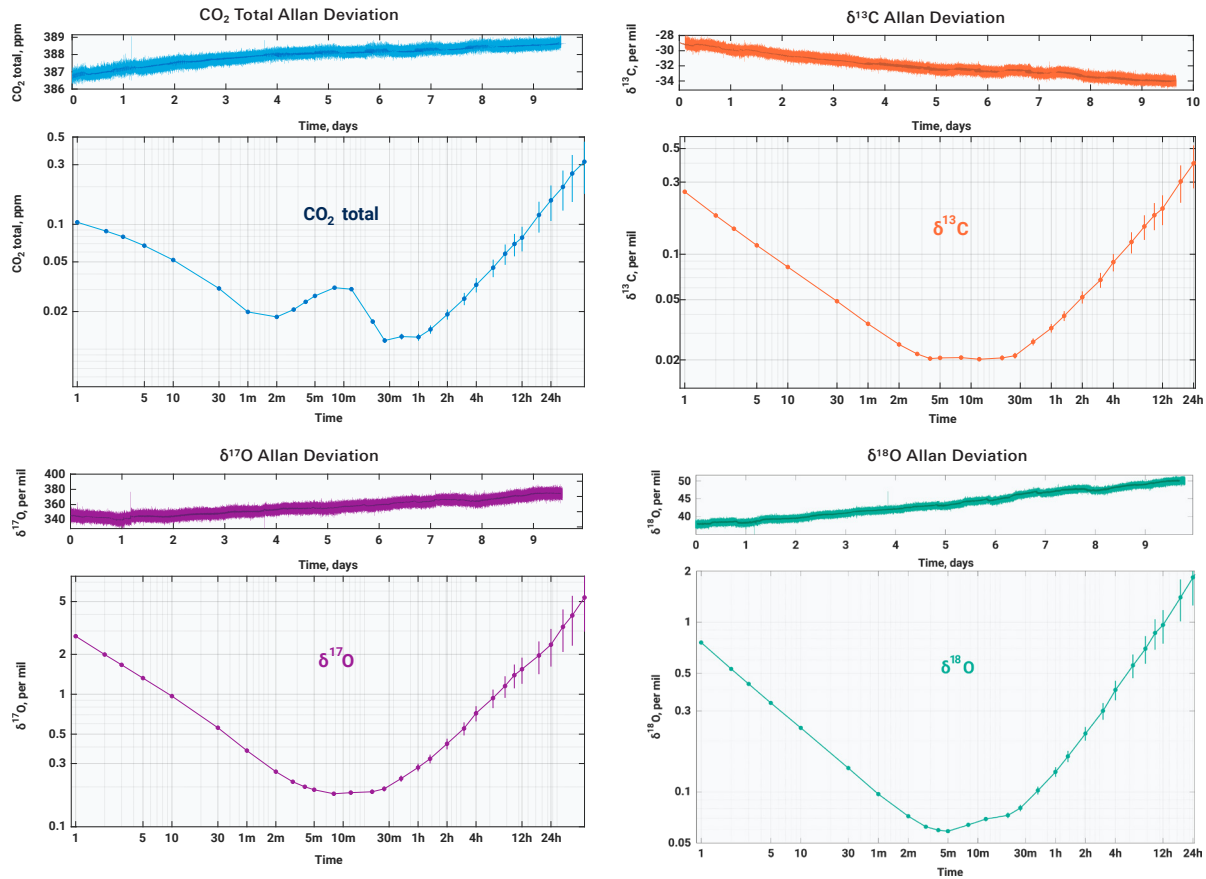 CO₂ Total Allan Deviation
CO₂ total, ppm
389
388
387
386
0 1 2 3 4 5 6 7 8 9
Time, days
CO₂ total, ppm
0.5
0.3
0.1
0.05
0.02
CO₂ total
1 5 10 30 1m 2m 5m 10m 30m 1h 2h 4h 12h 24h
Time
δ¹³C Allan Deviation
δ¹³C, per mil
-28
-30
-32
-34
0 1 2 3 4 5 6 7 8 9 10
Time, days
δ¹³C, per mil
0.5
0.3
0.1
0.05
0.02
δ¹³C
1 5 10 30 1m 2m 5m 10m 30m 1h 2h 4h 12h 24h
Time
δ¹⁷O Allan Deviation
δ¹⁷O, per mil
400
380
360
340
0 1 2 3 4 5 6 7 8 9
Time, days
δ¹⁷O, per mil
5
2
1
0.3
0.1
δ¹⁷O
1 5 10 30 1m 2m 5m 10m 30m 1h 2h 4h 12h 24h
Time
δ¹⁸O Allan Deviation
δ¹⁸O, per mil
50
45
40
0 1 2 3 4 5 6 7 8 9
Time, days
δ¹⁸O, per mil
2
1
0.5
0.3
0.1
0.05
δ¹⁸O
1 5 10 30 1m 2m 5m 10m 30m 1h 2h 4h 12h 24h
Time